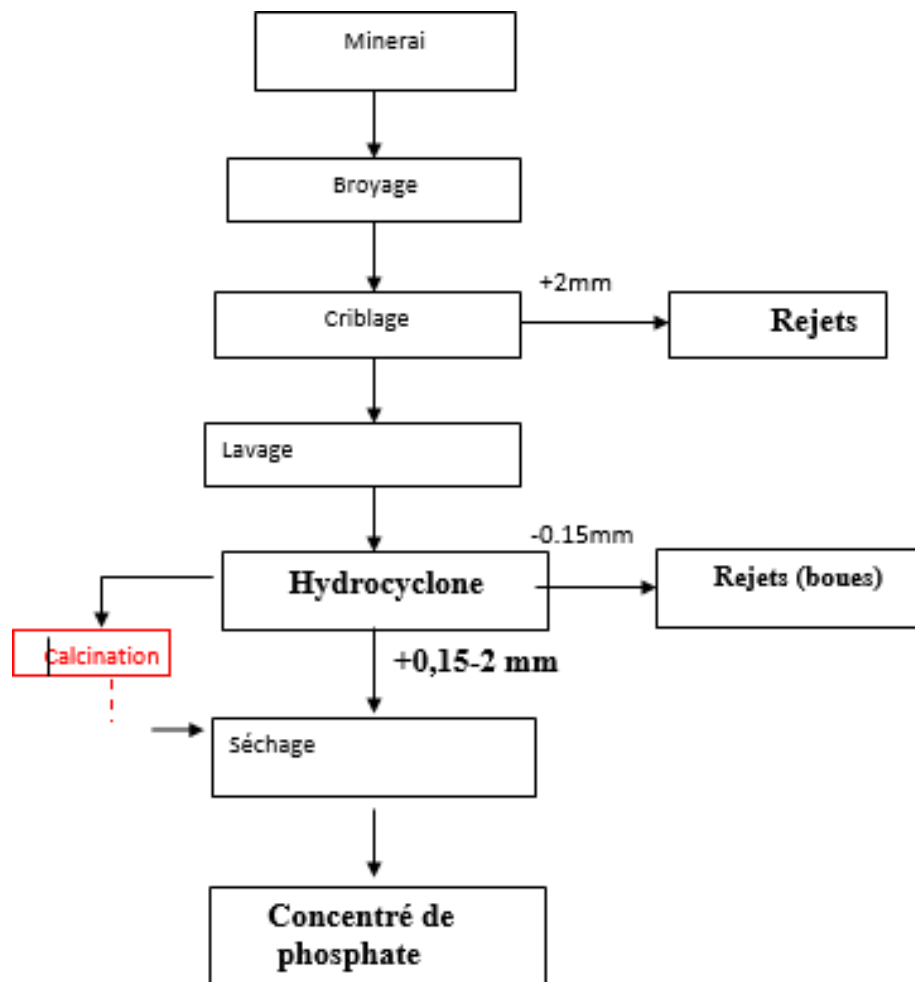 Minerai
Broyage
+2mm
Criblage
Rejets
Lavage
-0.15mm
Hydrocyclone
Rejets (boues)
Calcination
+0,15-2 mm
Séchage
Concentré de
phosphate